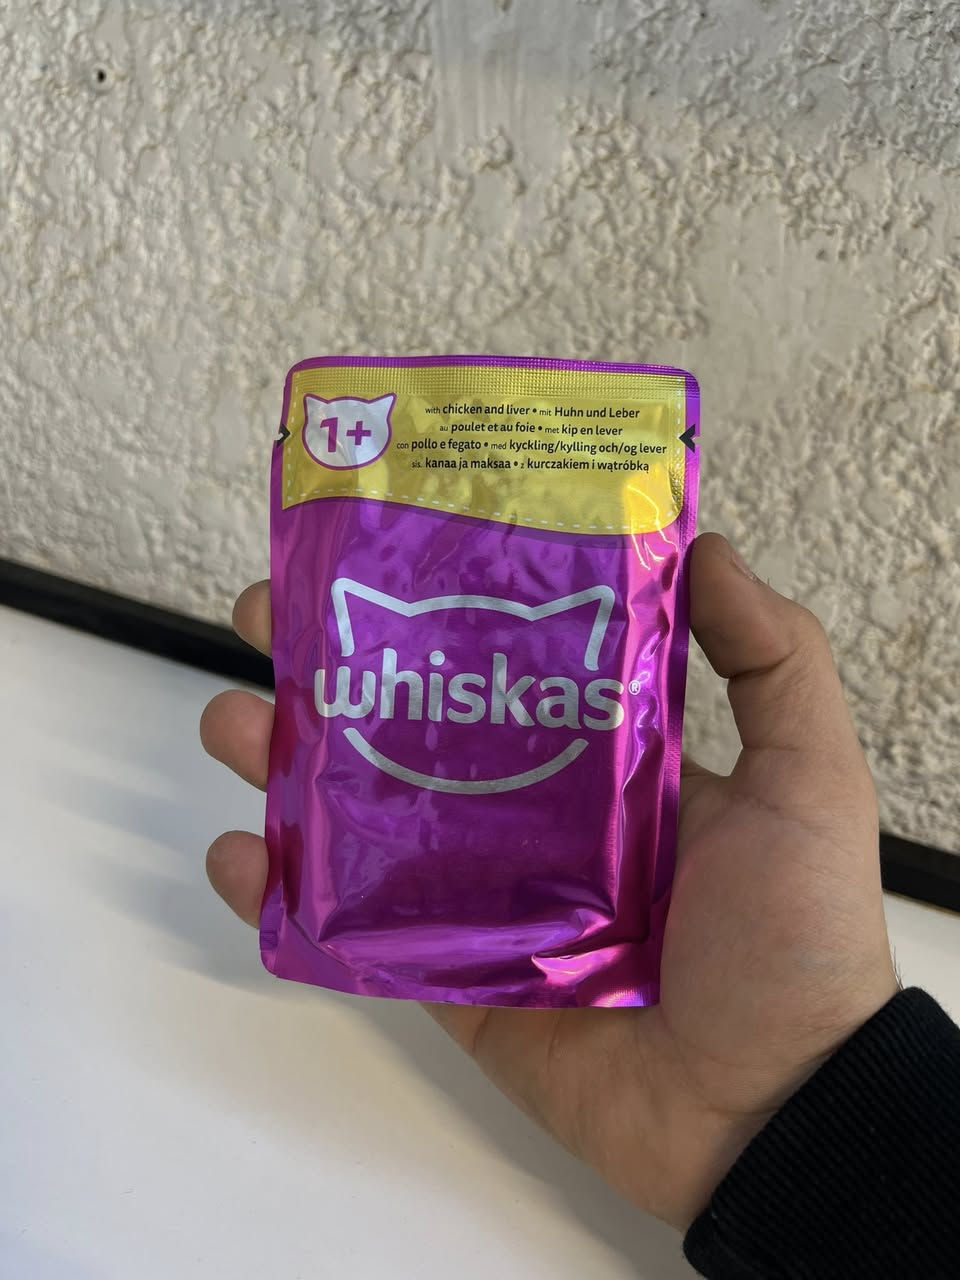 1+
with chicken and liver • mit Huhn und Leber
au poulet et au foie • met kip en lever
con pollo e fegato • med kyckling/kylling och/og lever
sis. kanaa ja maksaa • z kurczakiem i wątróbką
whiskas®